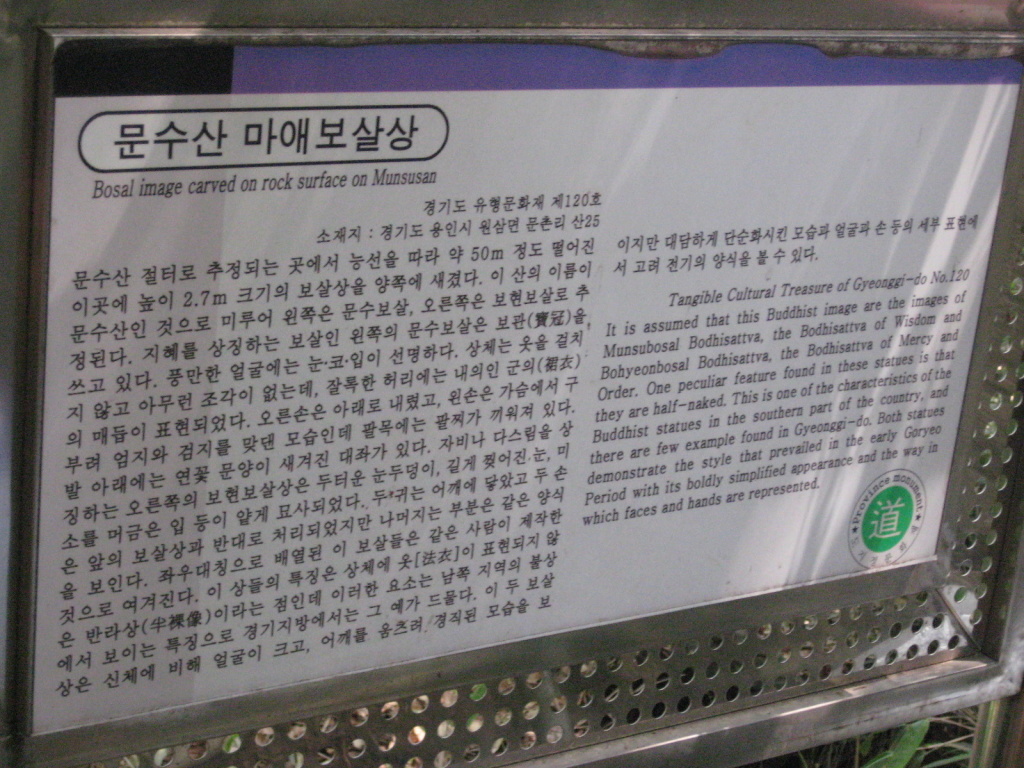 문수산 마애보살상
Bosal image carved on rock surface on Munsusan
경기도 유형문화재 제120호
소재지 : 경기도 용인시 원삼면 문촌리 산25
문수산 절터로 추정되는 곳에서 능선을 따라 약 50m 정도 떨어진
이곳에 높이 2.7m 크기의 보살상을 양쪽에 새겼다. 이 산의 이름이
문수산인 것으로 미루어 왼쪽은 문수보살, 오른쪽은 보현보살로 추
정된다. 지혜를 상징하는 보살인 왼쪽의 문수보살은 보관(寶冠)을
쓰고 있다. 풍만한 얼굴에는 눈·코·입이 선명하다. 상체는 옷을 걸치
지 않고 아무런 조각이 없는데, 잘록한 허리에는 내의인 군의(裙衣)
의 매듭이 표현되었다. 오른손은 아래로 내렸고, 왼손은 가슴에서 구
부려 엄지와 검지를 맞댄 모습인데 팔목에는 팔찌가 끼워져 있다.
발 아래에는 연꽃 문양이 새겨진 대좌가 있다. 자비나 다스림을 상
징하는 오른쪽의 보현보살상은 두터운 눈두덩이, 길게 찢어진 눈, 미
소를 머금은 입 등이 얕게 묘사되었다. 두 귀는 어깨에 닿았고 두 손
은 앞의 보살상과 반대로 처리되었지만 나머지는 부분은 같은 양식
을 보인다. 좌우대칭으로 배열된 이 보살들은 같은 사람이 제작한
것으로 여겨진다. 이 상들의 특징은 상체에 옷[法衣]이 표현되지 않
은 반라상(半裸像)이라는 점인데 이러한 요소는 남쪽 지역의 불상
에서 보이는 특징으로 경기지방에서는 그 예가 드물다. 이 두 보살
상은 신체에 비해 얼굴이 크고, 어깨를 움츠려 경직된 모습을 보
이지만 대담하게 단순화시킨 모습과 얼굴과 손 등의 세부 표현에
서 고려 전기의 양식을 볼 수 있다.
Tangible Cultural Treasure of Gyeonggi-do No.120
It is assumed that this Buddhist image are the images of
Munsubosal Bodhisattva, the Bodhisattva of Wisdom and
Bohyeonbosal Bodhisattva, the Bodhisattva of Mercy and
Order. One peculiar feature found in these statues is that
they are half-naked. This is one of the characteristics of the
Buddhist statues in the southern part of the country, and
there are few example found in Gyeonggi-do. Both statues
demonstrate the style that prevailed in the early Goryeo
Period with its boldly simplified appearance and the way in
which faces and hands are represented.
Province monument
道